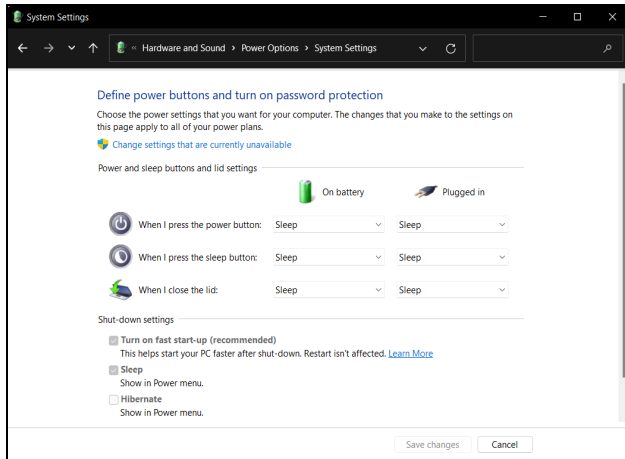 System Settings
« Hardware and Sound › Power Options › System Settings
Define power buttons and turn on password protection
Choose the power settings that you want for your computer. The changes that you make to the settings on
this page apply to all of your power plans.
Change settings that are currently unavailable
Power and sleep buttons and lid settings
On battery
Plugged in
When I press the power button: Sleep Sleep
When I press the sleep button: Sleep Sleep
When I close the lid: Sleep Sleep
Shut-down settings
Turn on fast start-up (recommended)
This helps start your PC faster after shut-down. Restart isn't affected. Learn More
Sleep
Show in Power menu.
Hibernate
Show in Power menu.
Save changes Cancel